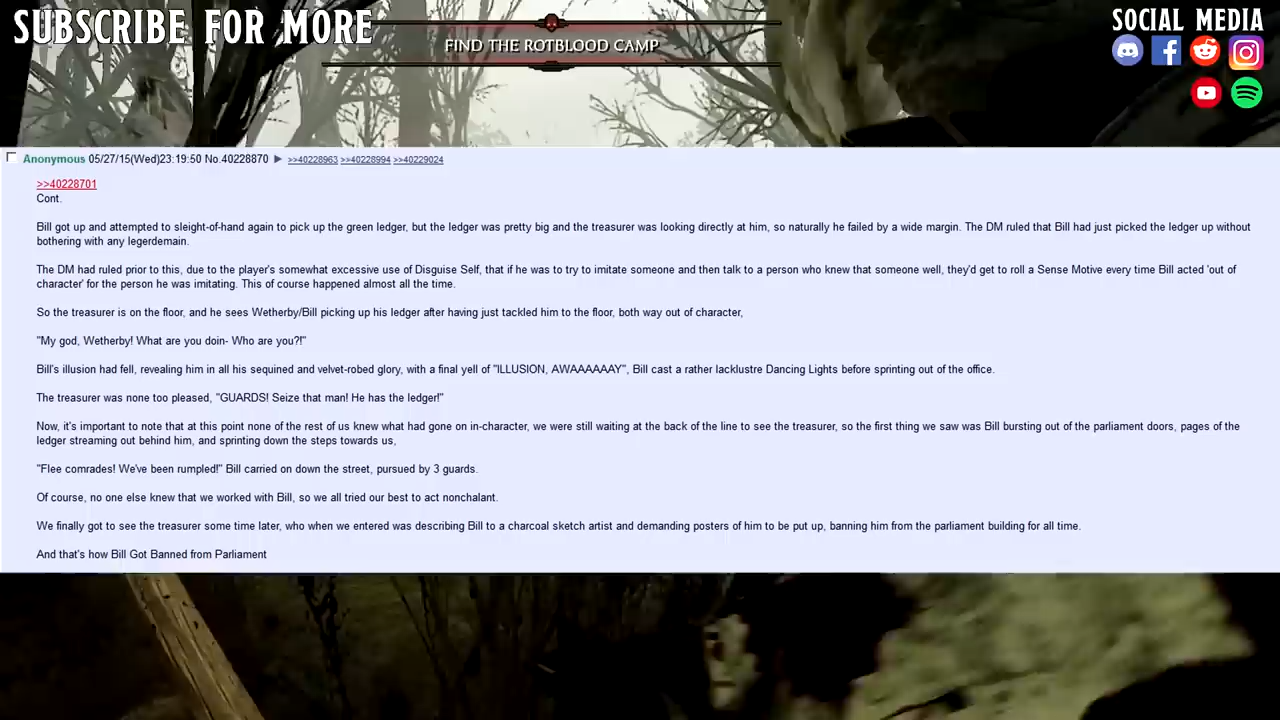 SUBSCRIBE FOR MORE
FIND THE ROTBLOOD CAMP
SOCIAL MEDIA
Anonymous 05/27/15(Wed)23:19:50 No.40228870 ▶ >>40228963 >>40228994 >>40229024
>>40228701
Cont.
Bill got up and attempted to sleight-of-hand again to pick up the green ledger, but the ledger was pretty big and the treasurer was looking directly at him, so naturally he failed by a wide margin. The DM ruled that Bill had just picked the ledger up without
bothering with any legerdemain.
The DM had ruled prior to this, due to the player's somewhat excessive use of Disguise Self, that if he was to try to imitate someone and then talk to a person who knew that someone well, they'd get to roll a Sense Motive every time Bill acted 'out of
character' for the person he was imitating. This of course happened almost all the time.
So the treasurer is on the floor, and he sees Wetherby/Bill picking up his ledger after having just tackled him to the floor, both way out of character,
"My god, Wetherby! What are you doin- Who are you?!"
Bill's illusion had fell, revealing him in all his sequined and velvet-robed glory, with a final yell of "ILLUSION, AWAAAAAAY", Bill cast a rather lacklustre Dancing Lights before sprinting out of the office.
The treasurer was none too pleased, "GUARDS! Seize that man! He has the ledger!"
Now, it's important to note that at this point none of the rest of us knew what had gone on in-character, we were still waiting at the back of the line to see the treasurer, so the first thing we saw was Bill bursting out of the parliament doors, pages of the
ledger streaming out behind him, and sprinting down the steps towards us,
"Flee comrades! We've been rumpled!" Bill carried on down the street, pursued by 3 guards.
Of course, no one else knew that we worked with Bill, so we all tried our best to act nonchalant.
We finally got to see the treasurer some time later, who when we entered was describing Bill to a charcoal sketch artist and demanding posters of him to be put up, banning him from the parliament building for all time.
And that's how Bill Got Banned from Parliament